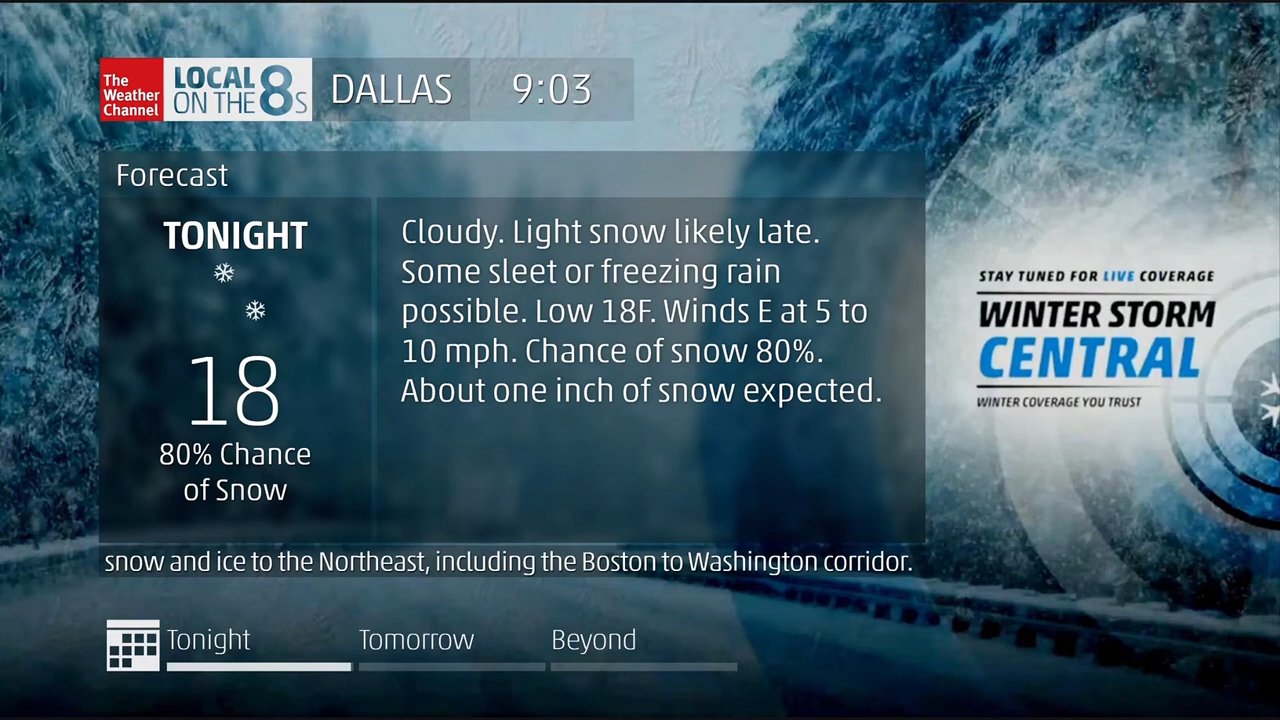 The
Weather
Channel
LOCAL
ON THE 8s
DALLAS
9:03
Forecast
TONIGHT
18
80% Chance
of Snow
Cloudy. Light snow likely late.
Some sleet or freezing rain
possible. Low 18F. Winds E at 5 to
10 mph. Chance of snow 80%.
About one inch of snow expected.
STAY TUNED FOR LIVE COVERAGE
WINTER STORM
CENTRAL
WINTER COVERAGE YOU TRUST
snow and ice to the Northeast, including the Boston to Washington corridor.
Tonight
Tomorrow
Beyond